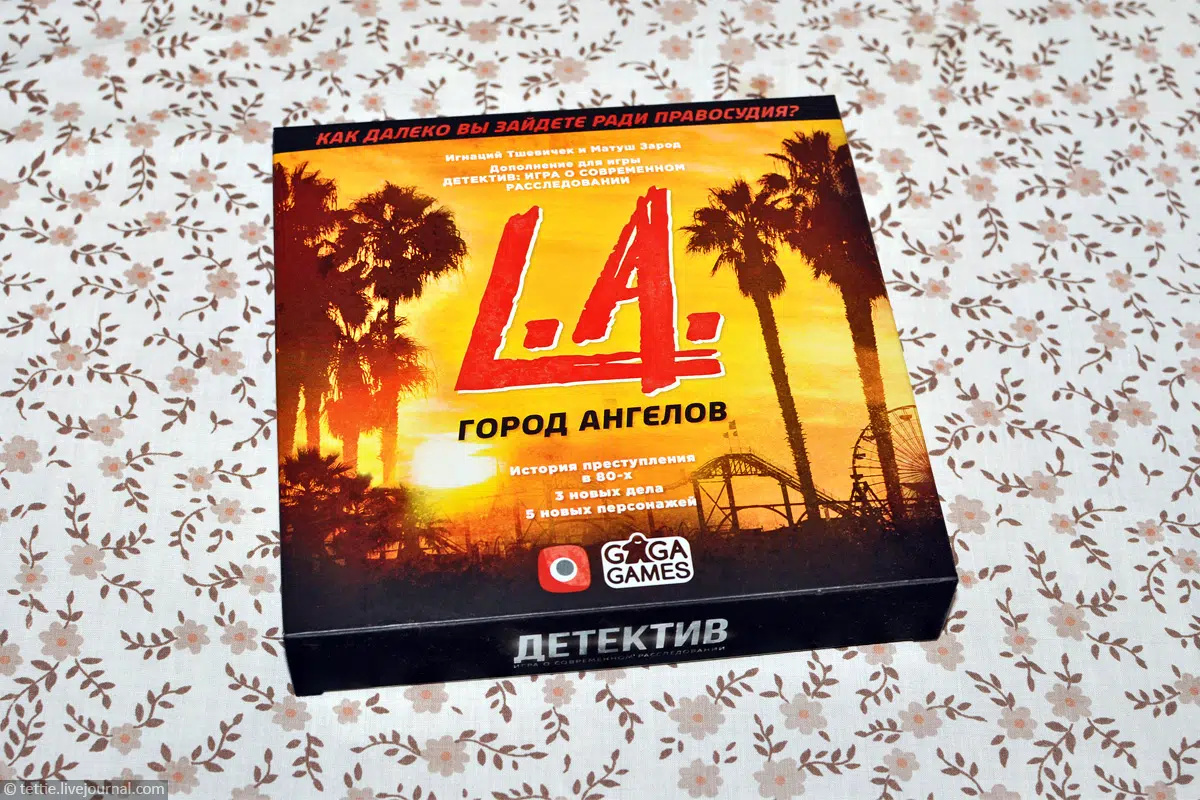 КАК ДАЛЕКО ВЫ ЗАЙДЕТЕ РАДИ ПРАВОСУДИЯ?
Игнаций Тшевичек и Матуш Зарод
Дополнение для игры
ДЕТЕКТИВ: ИГРА О СОВРЕМЕННОМ
РАССЛЕДОВАНИИ
L.A.
ГОРОД АНГЕЛОВ
История преступления
в 80-х
3 новых дела
5 новых персонажей
GAGA
GAMES
ДЕТЕКТИВ
ИГРА О СОВРЕМЕННОМ РАССЛЕДОВАНИИ
© tettie.livejournal.com